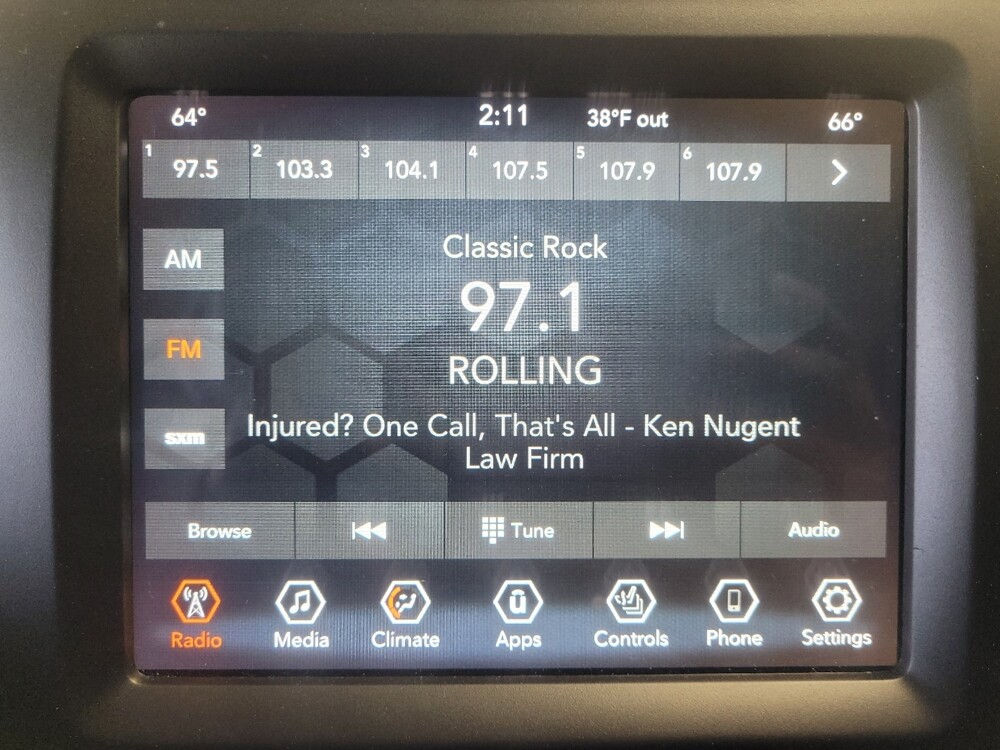 64° 2:11 38°F out 66°
1 97.5 2 103.3 3 104.1 4 107.5 5 107.9 6 107.9
AM
Classic Rock
97.1
FM
ROLLING
sxm
Injured? One Call, That's All - Ken Nugent
Law Firm
Browse Tune Audio
Radio Media Climate ū Apps Controls Phone Settings